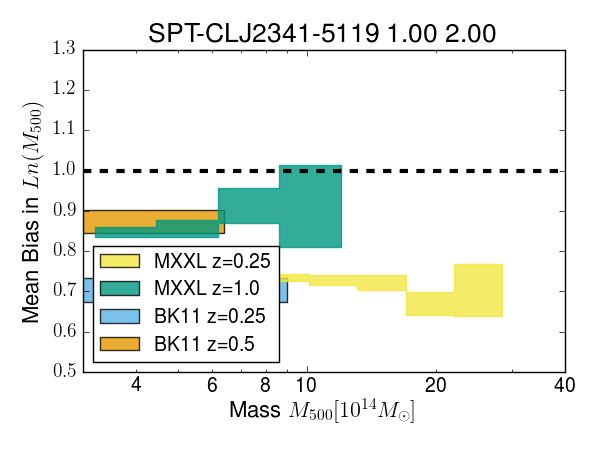 SPT-CLJ2341-5119 1.00 2.00
1.3
1.2
1.1
1.0
0.9
0.8
0.7
0.6
0.5
Mean Bias in Ln(M500)
MXXL z=0.25
MXXL z=1.0
BK11 z=0.25
BK11 z=0.5
4 6 8 10 20 40
Mass M500[10^14 M⊙]